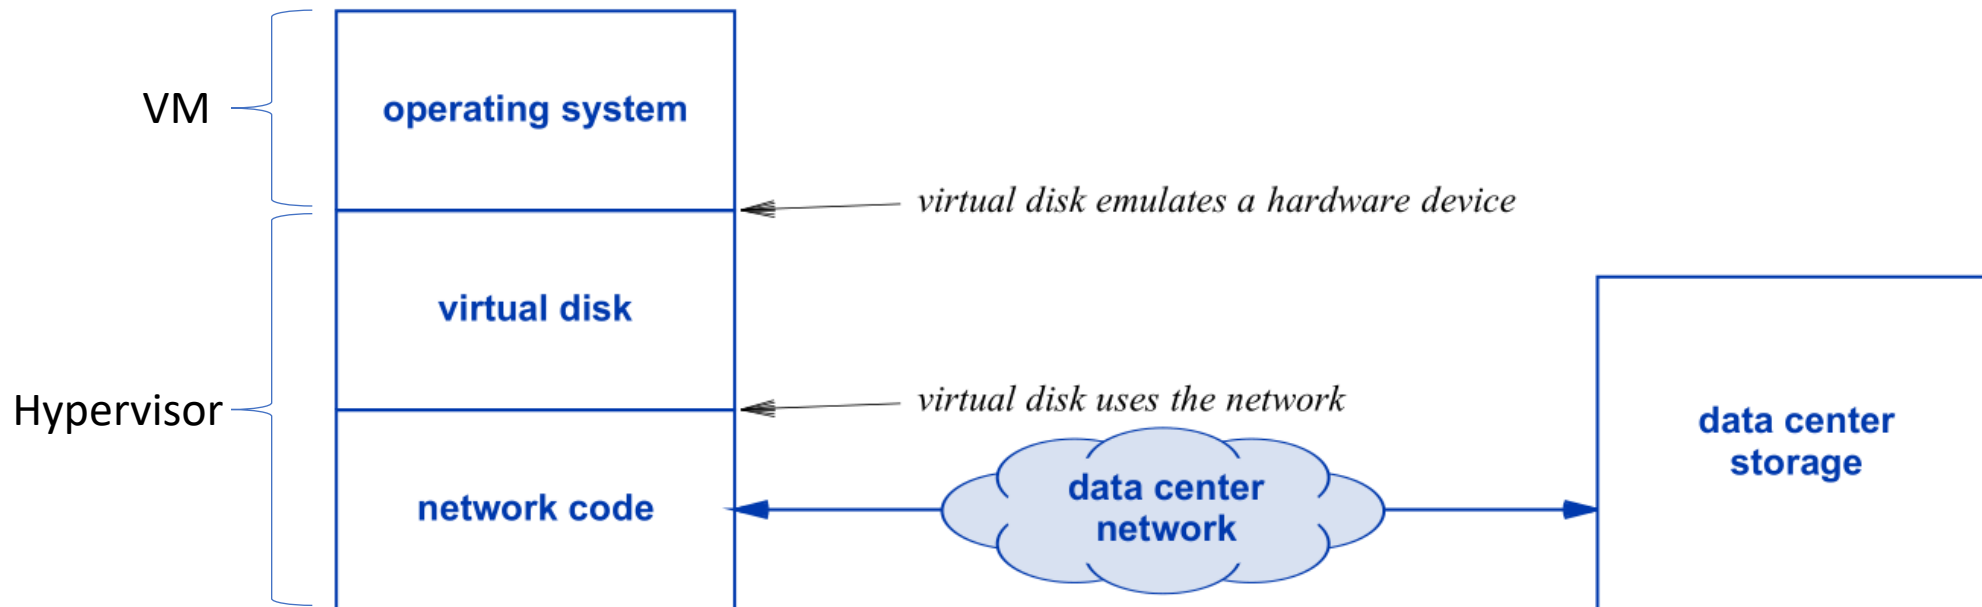 VM
operating system
virtual disk emulates a hardware device
virtual disk
Hypervisor
virtual disk uses the network
network code
data center
network
data center
storage